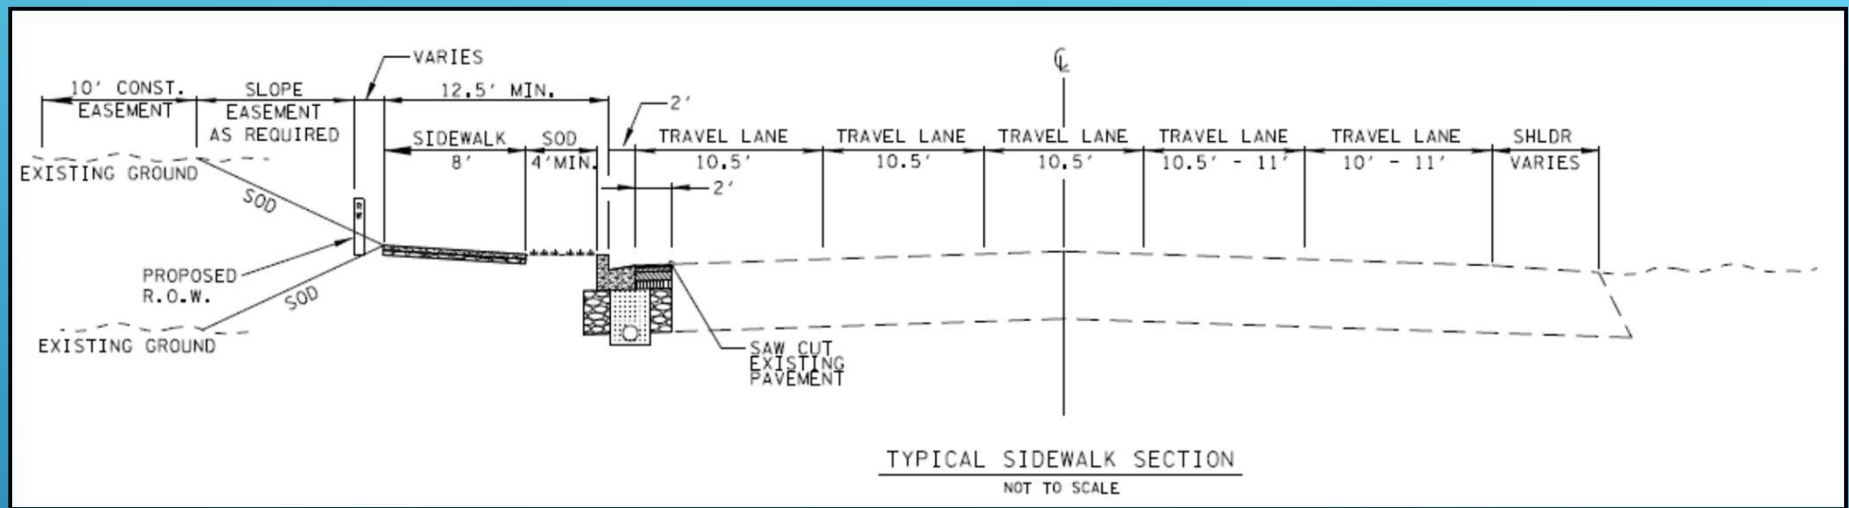 VARIES
℄
10' CONST.
EASEMENT
SLOPE
EASEMENT
AS REQUIRED
12.5' MIN.
2'
SIDEWALK
8'
SOD
4'MIN.
TRAVEL LANE
10.5'
TRAVEL LANE
10.5'
TRAVEL LANE
10.5'
TRAVEL LANE
10.5' - 11'
TRAVEL LANE
10' - 11'
SHLDR
VARIES
EXISTING GROUND
2'
SOD
PROPOSED
R.O.W.
SOD
EXISTING GROUND
SAW CUT
EXISTING
PAVEMENT
TYPICAL SIDEWALK SECTION
NOT TO SCALE